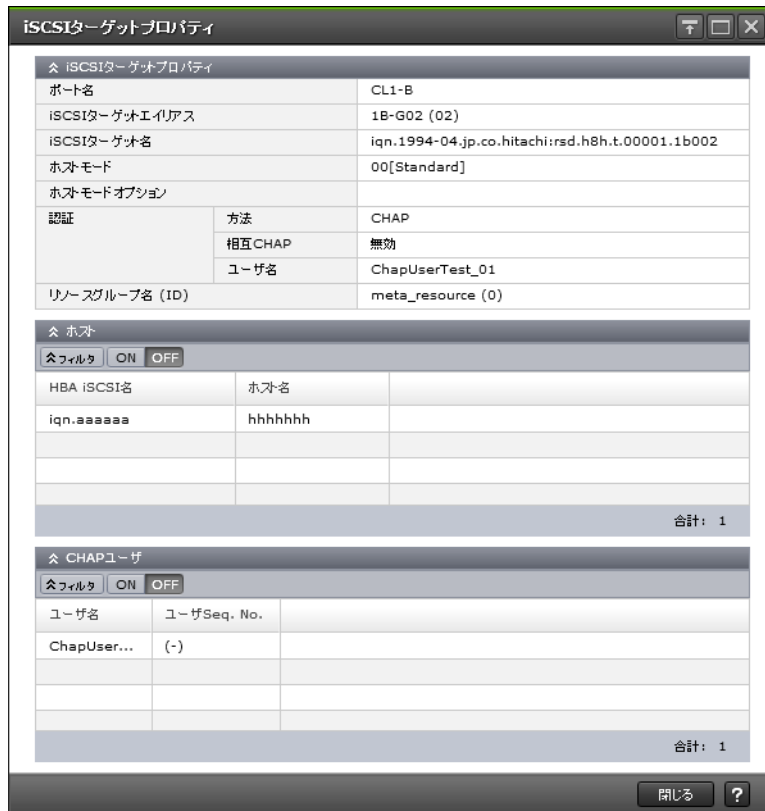 iSCSIターゲットプロパティ
iSCSIターゲットプロパティ
ポート名 CL1-B
iSCSIターゲットエイリアス 1B-G02 (02)
iSCSIターゲット名 iqn.1994-04.jp.co.hitachi:rsd.h8h.t.00001.1b002
ホストモード 00[Standard]
ホストモードオプション
認証 方法 CHAP
相互CHAP 無効
ユーザ名 ChapUserTest_01
リソースグループ名 (ID) meta_resource (0)
ホスト
フィルタ ON OFF
HBA iSCSI名 ホスト名
iqn.aaaaaa hhhhhhh
合計: 1
CHAPユーザ
フィルタ ON OFF
ユーザ名 ユーザSeq. No.
ChapUser... (-)
合計: 1
閉じる ?